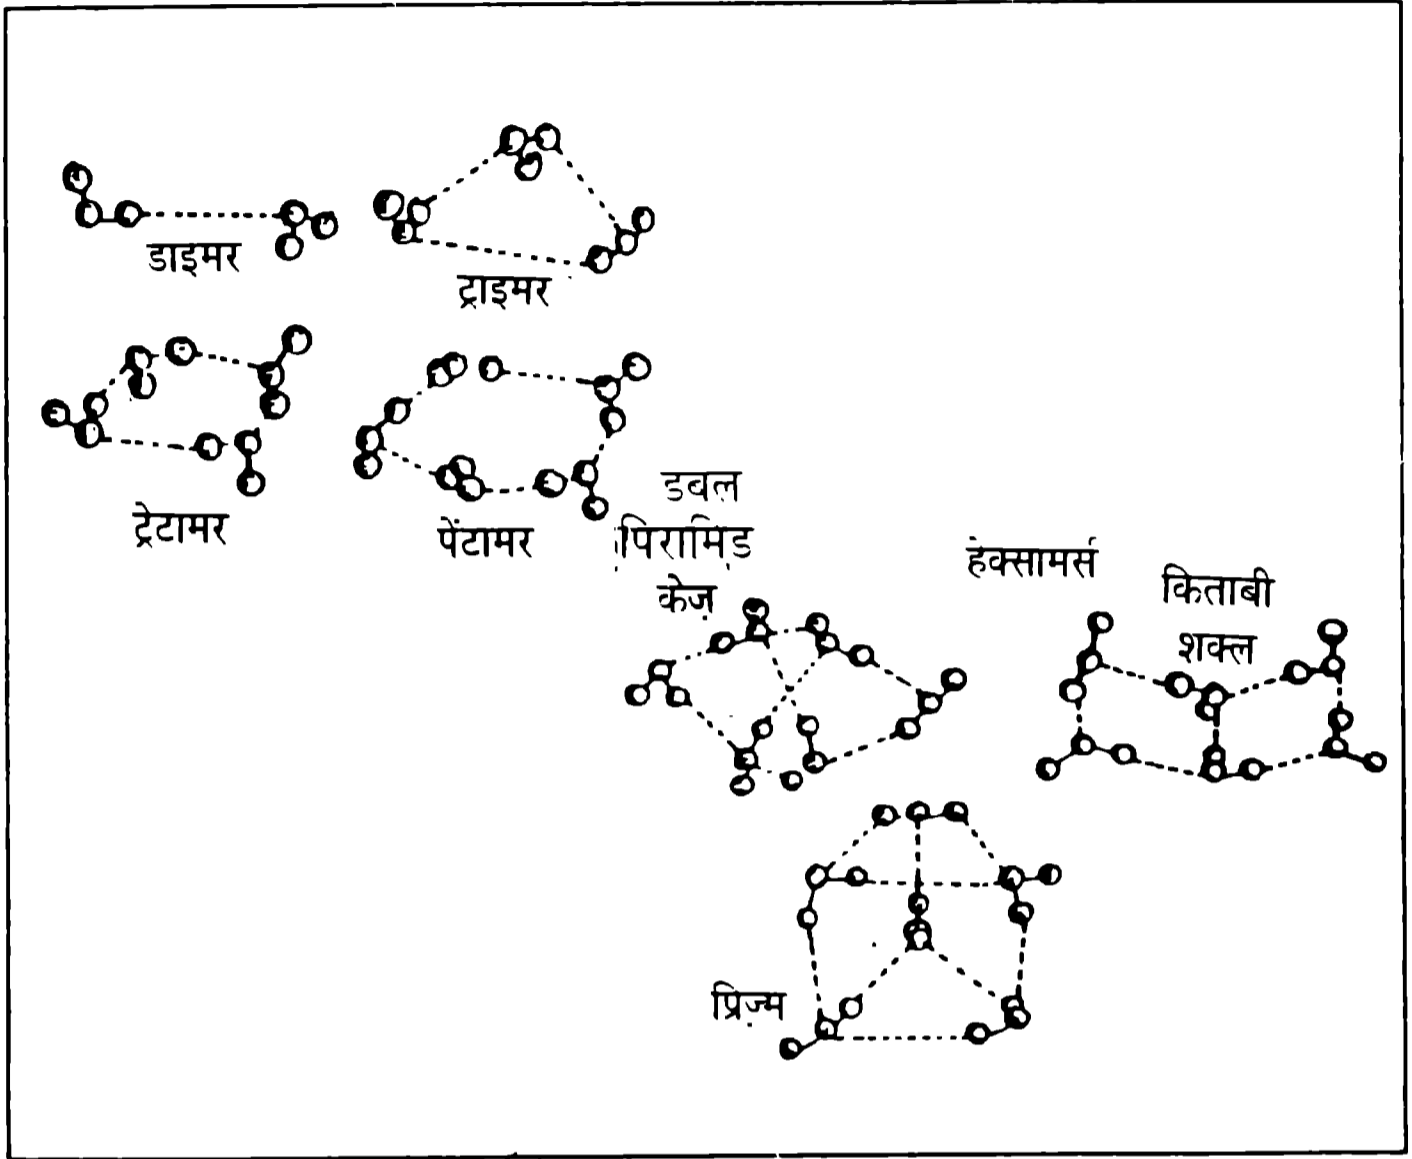 डाइमर
ट्राइमर
ट्रेटामर
पेंटामर
डबल
पिरामिड
केज़
हेक्सामर्स
किताबी
शक्ल
प्रिज़्म